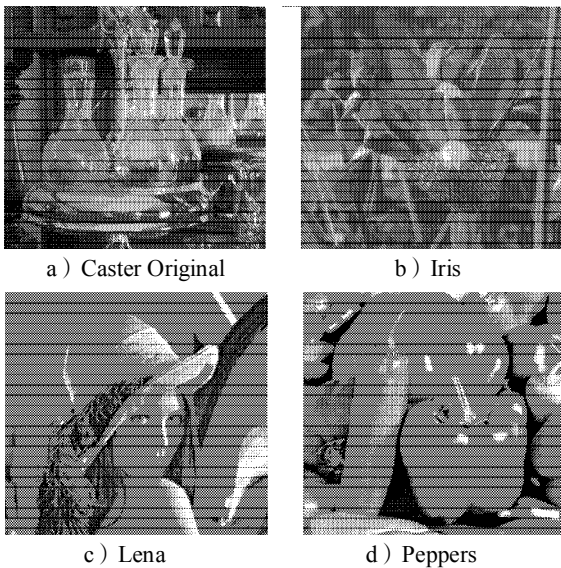 a ) Caster Original
b ) Iris
c ) Lena
d ) Peppers